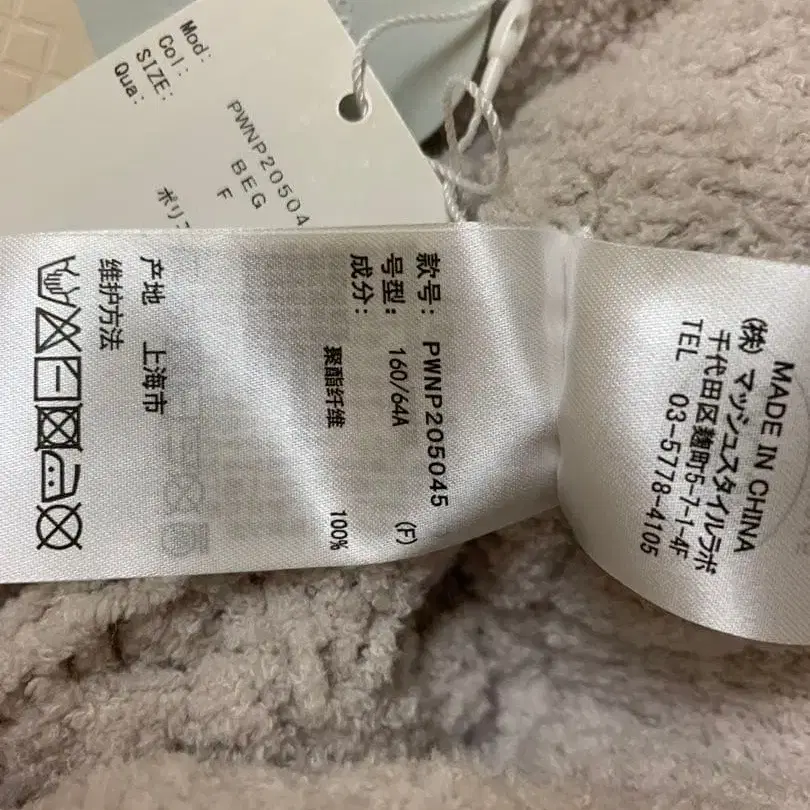 Mod: PWNP20504
Col: BEG
SIZE: F
Qua: ポリエ
款号: PWNP205045
号型: 160/64A (F)
成分:
聚酯纤维 100%
产地 上海市
维护方法
MADE IN CHINA
(株) マッシュスタイルラボ
千代田区麹町5-7-1-4F
TEL 03-5778-4105